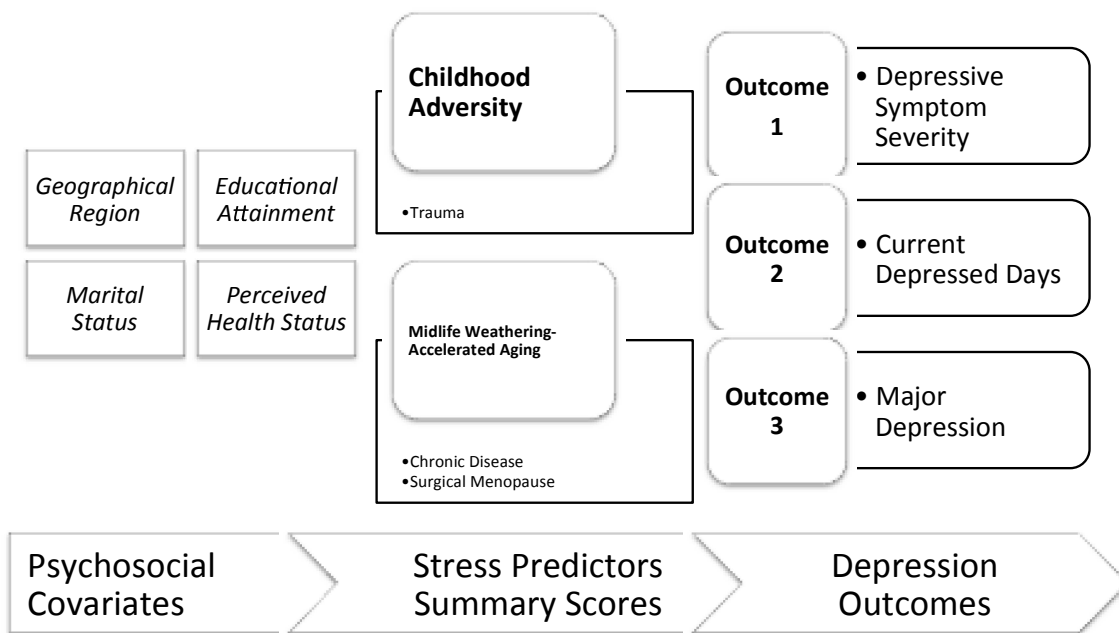 Geographical
Region
Educational
Attainment
Marital
Status
Perceived
Health Status
Childhood
Adversity
•Trauma
Midlife Weathering-
Accelerated Aging
•Chronic Disease
•Surgical Menopause
Outcome
1
• Depressive
Symptom
Severity
Outcome
2
• Current
Depressed Days
Outcome
3
• Major
Depression
Psychosocial
Covariates
Stress Predictors
Summary Scores
Depression
Outcomes